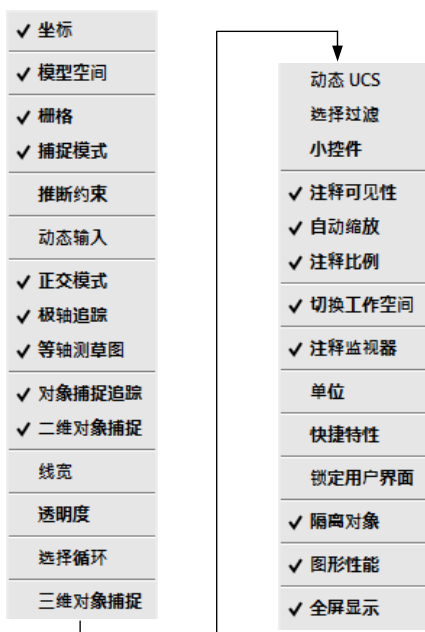 坐标
模型空间
栅格
捕捉模式
推断约束
动态输入
正交模式
极轴追踪
等轴测草图
对象捕捉追踪
二维对象捕捉
线宽
透明度
选择循环
三维对象捕捉
动态 UCS
选择过滤
小控件
注释可见性
自动缩放
注释比例
切换工作空间
注释监视器
单位
快捷特性
锁定用户界面
隔离对象
图形性能
全屏显示